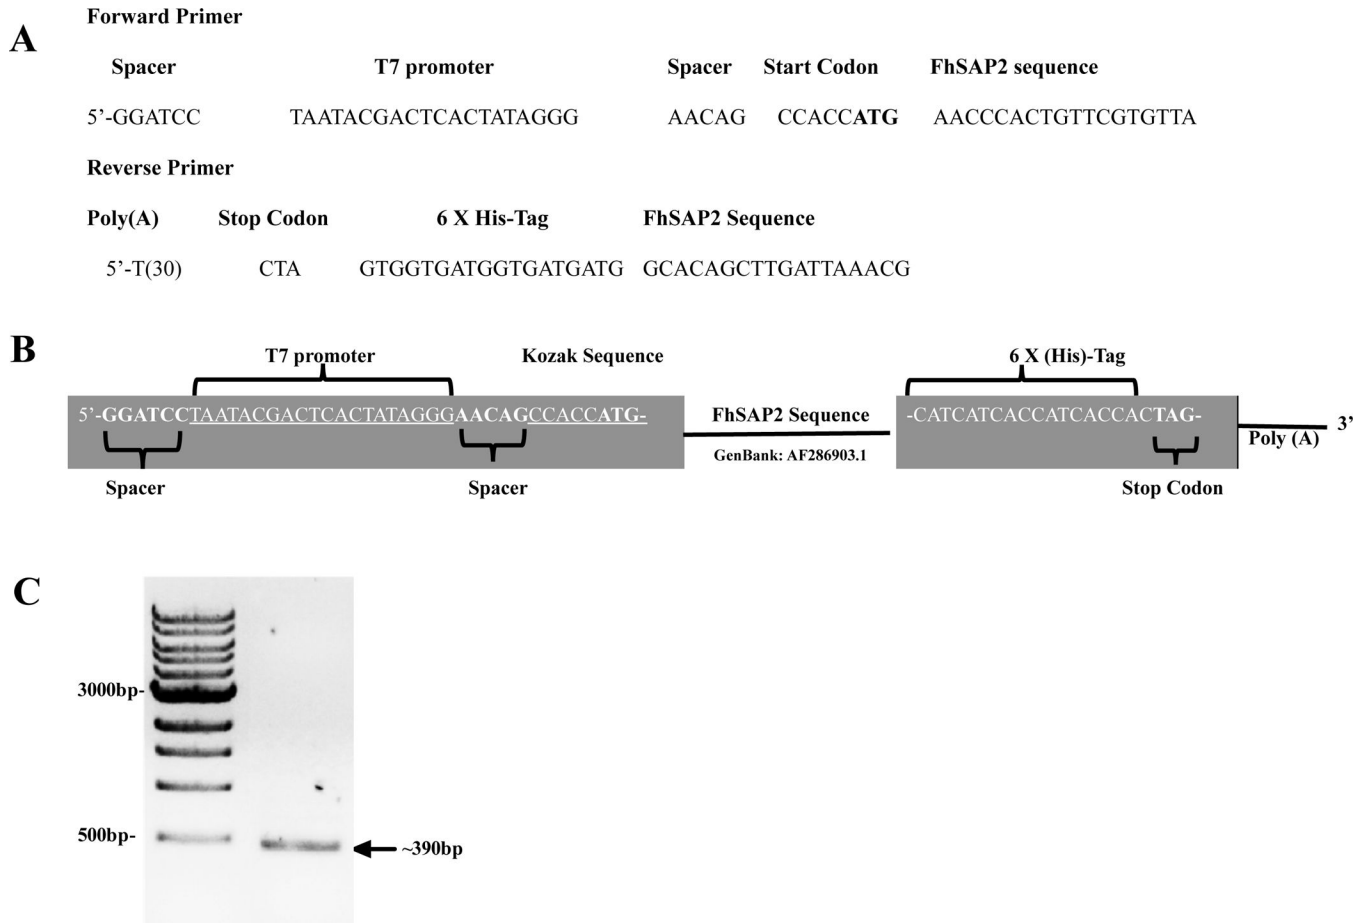 Forward Primer
A
Spacer T7 promoter Spacer Start Codon FhSAP2 sequence
5’-GGATCC TAATACGACTCACTATAGGG AACAG CCACCATG AACCCACTGTTCGTGTTA
Reverse Primer
Poly(A) Stop Codon 6 X His-Tag FhSAP2 Sequence
5’-T(30) CTA GTGGTGATGGTGATGATG GCACAGCTTGATTAAACG
B
T7 promoter Kozak Sequence 6 X (His)-Tag
5’-GGATCCTAATACGACTCACTATAGGGAACAGCCACCATG- FhSAP2 Sequence -CATCATCACCATCACCACTAG- 3’
Poly (A)
GenBank: AF286903.1
Spacer Spacer Stop Codon
C
3000bp-
500bp-
~390bp